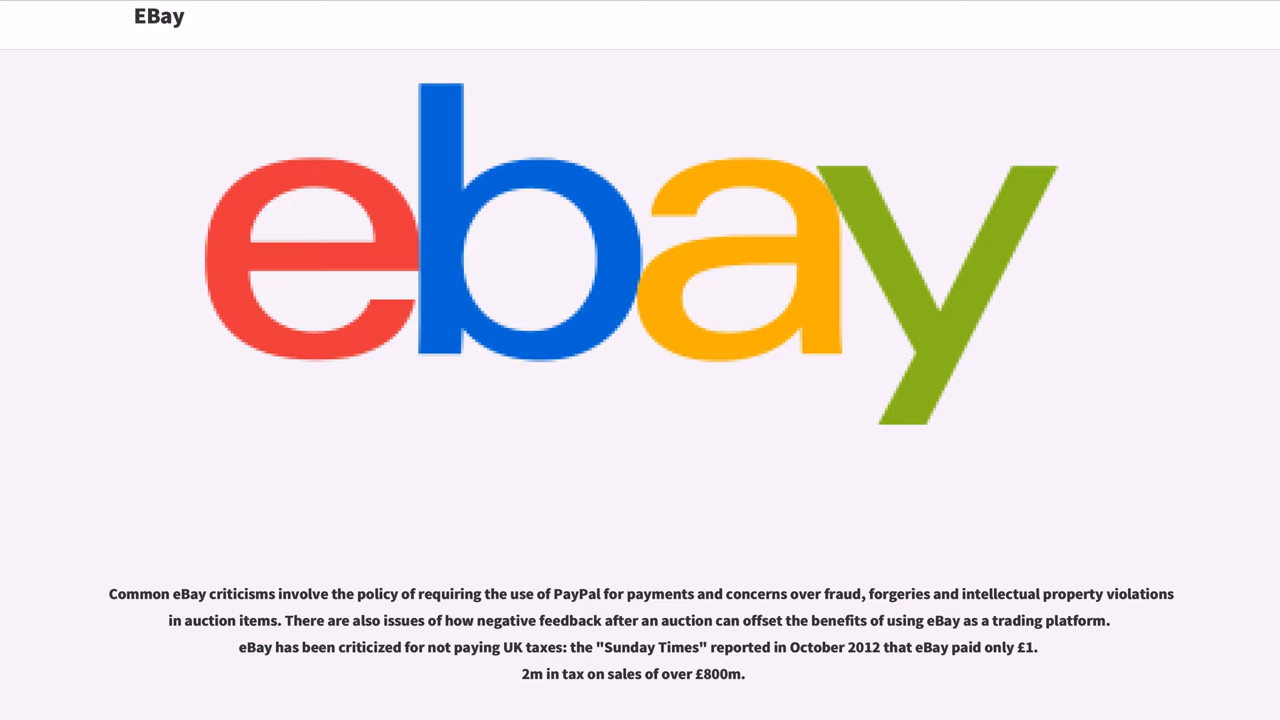 EBay
ebay
Common eBay criticisms involve the policy of requiring the use of PayPal for payments and concerns over fraud, forgeries and intellectual property violations
in auction items. There are also issues of how negative feedback after an auction can offset the benefits of using eBay as a trading platform.
eBay has been criticized for not paying UK taxes: the "Sunday Times" reported in October 2012 that eBay paid only £1.
2m in tax on sales of over £800m.